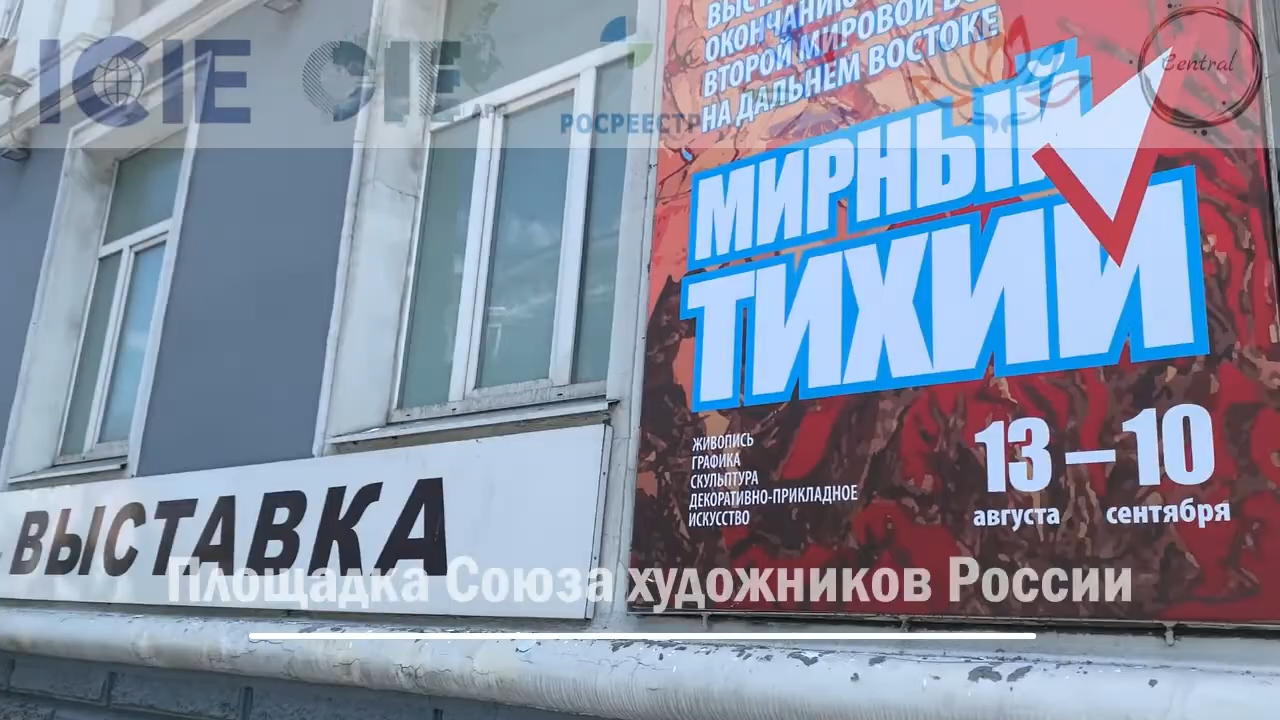 ICIE
РОСРЕЕСТР
Central
ОКОНЧАНИЮ
ВТОРОЙ МИРОВОЙ
НА ДАЛЬНЕМ ВОСТОКЕ
МИРНЫЙ
ТИХИЙ
ЖИВОПИСЬ
ГРАФИКА
СКУЛЬПТУРА
ДЕКОРАТИВНО-ПРИКЛАДНОЕ
ИСКУССТВО
13 – 10
августа сентября
ВЫСТАВКА
Площадка Союза художников России